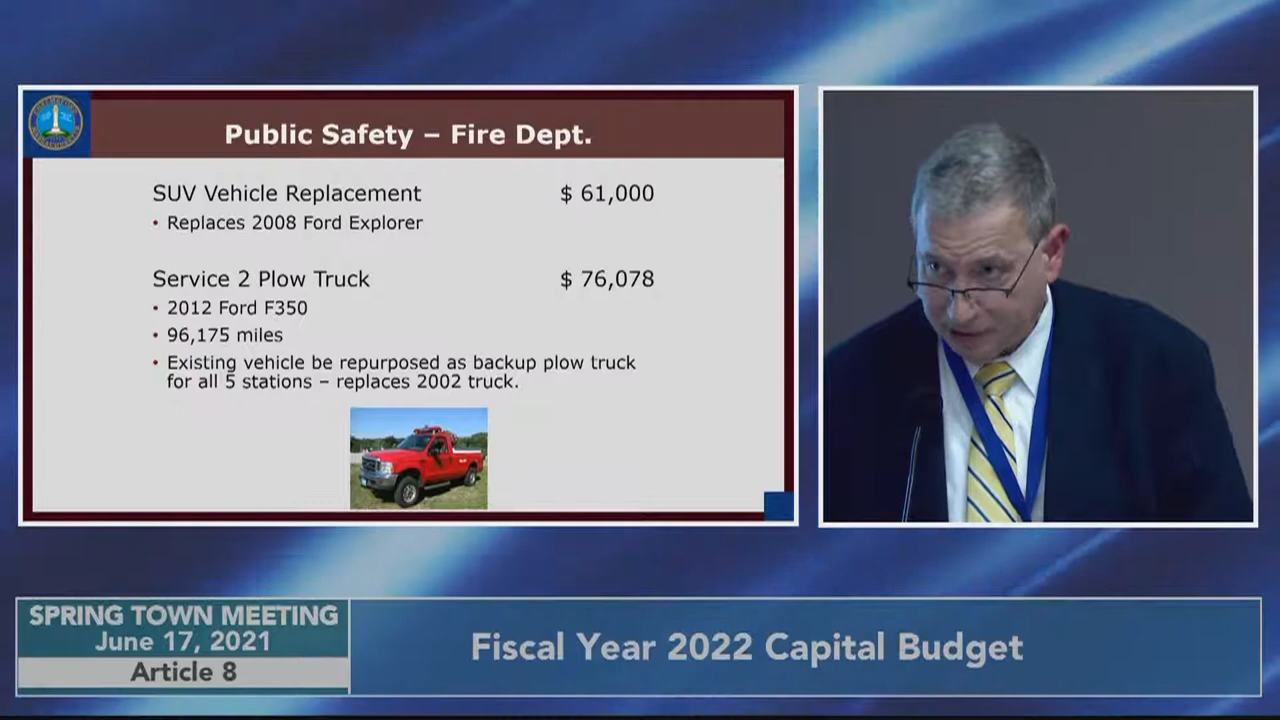 Public Safety – Fire Dept.
SUV Vehicle Replacement $ 61,000
• Replaces 2008 Ford Explorer
Service 2 Plow Truck $ 76,078
• 2012 Ford F350
• 96,175 miles
• Existing vehicle be repurposed as backup plow truck
for all 5 stations – replaces 2002 truck.
SPRING TOWN MEETING
June 17, 2021
Article 8
Fiscal Year 2022 Capital Budget